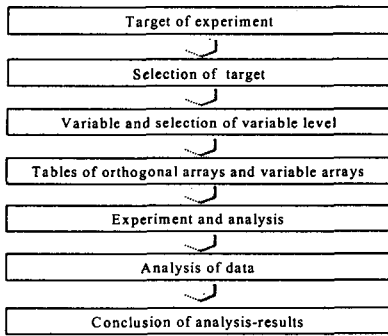 Target of experiment
Selection of target
Variable and selection of variable level
Tables of orthogonal arrays and variable arrays
Experiment and analysis
Analysis of data
Conclusion of analysis-results